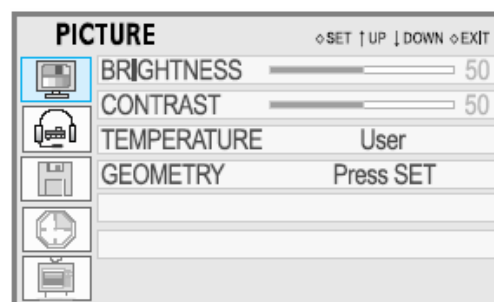 PICTURE ◇SET ↑UP ↓DOWN ◇EXIT
BRIGHTNESS 50
CONTRAST 50
TEMPERATURE User
GEOMETRY Press SET